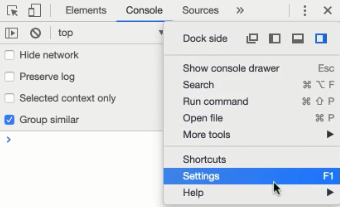 Elements Console Sources »
top
Dock side
Hide network
Preserve log
Selected context only
Group similar
Show console drawer Esc
Search ⌘ ⌥ F
Run command ⌘ ⇧ P
Open file ⌘ P
More tools
Shortcuts
Settings F1
Help